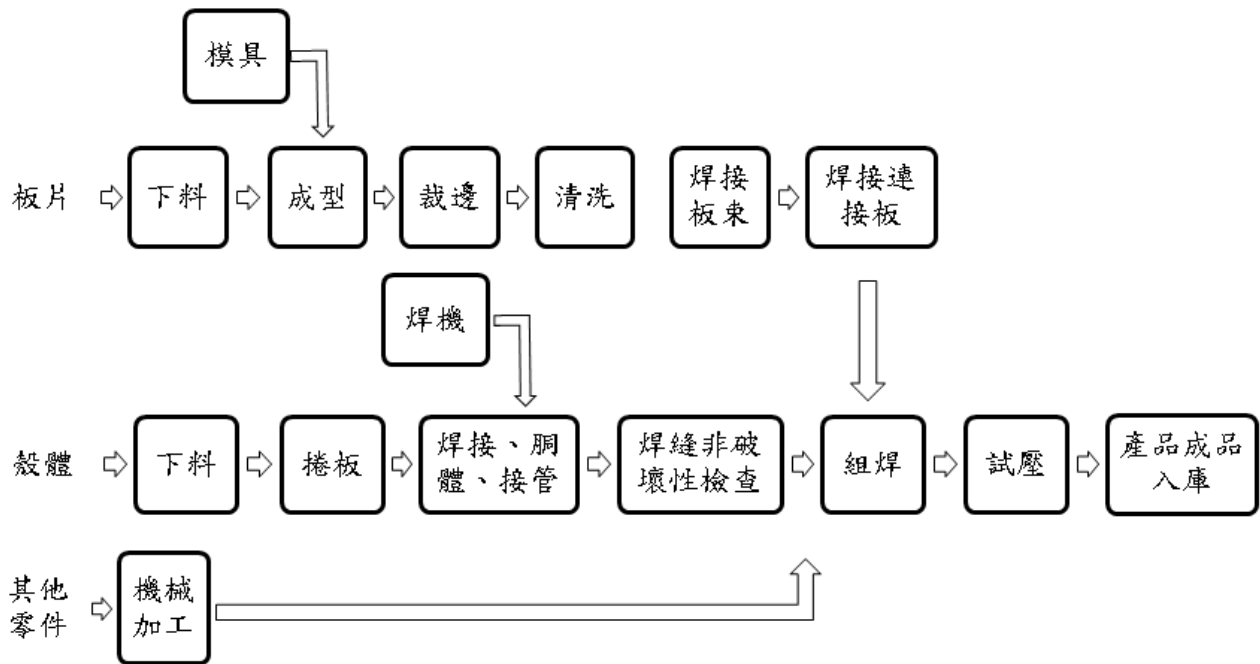 模具
板片
下料
成型
裁邊
清洗
焊接
板束
焊接連
接板
焊機
殼體
下料
捲板
焊接、胴
體、接管
焊縫非破
壞性檢查
組焊
試壓
產品成品
入庫
其他
零件
機械
加工